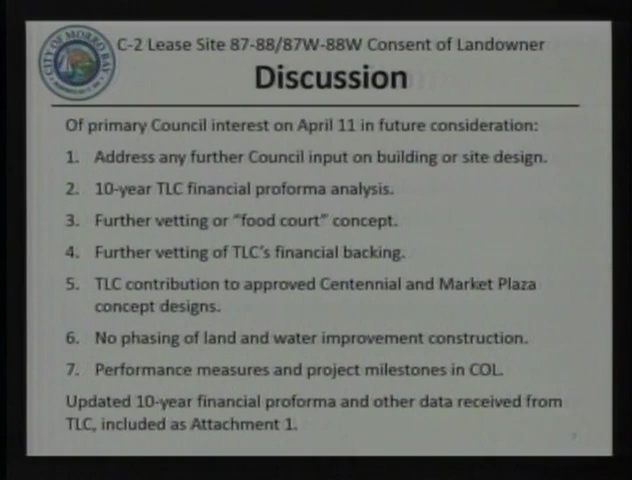 CITY OF MORRO BAY
C-2 Lease Site 87-88/87W-88W Consent of Landowner
Discussion
Of primary Council interest on April 11 in future consideration:
1. Address any further Council input on building or site design.
2. 10-year TLC financial proforma analysis.
3. Further vetting or “food court” concept.
4. Further vetting of TLC’s financial backing.
5. TLC contribution to approved Centennial and Market Plaza
concept designs.
6. No phasing of land and water improvement construction.
7. Performance measures and project milestones in COL.
Updated 10-year financial proforma and other data received from
TLC, included as Attachment 1.